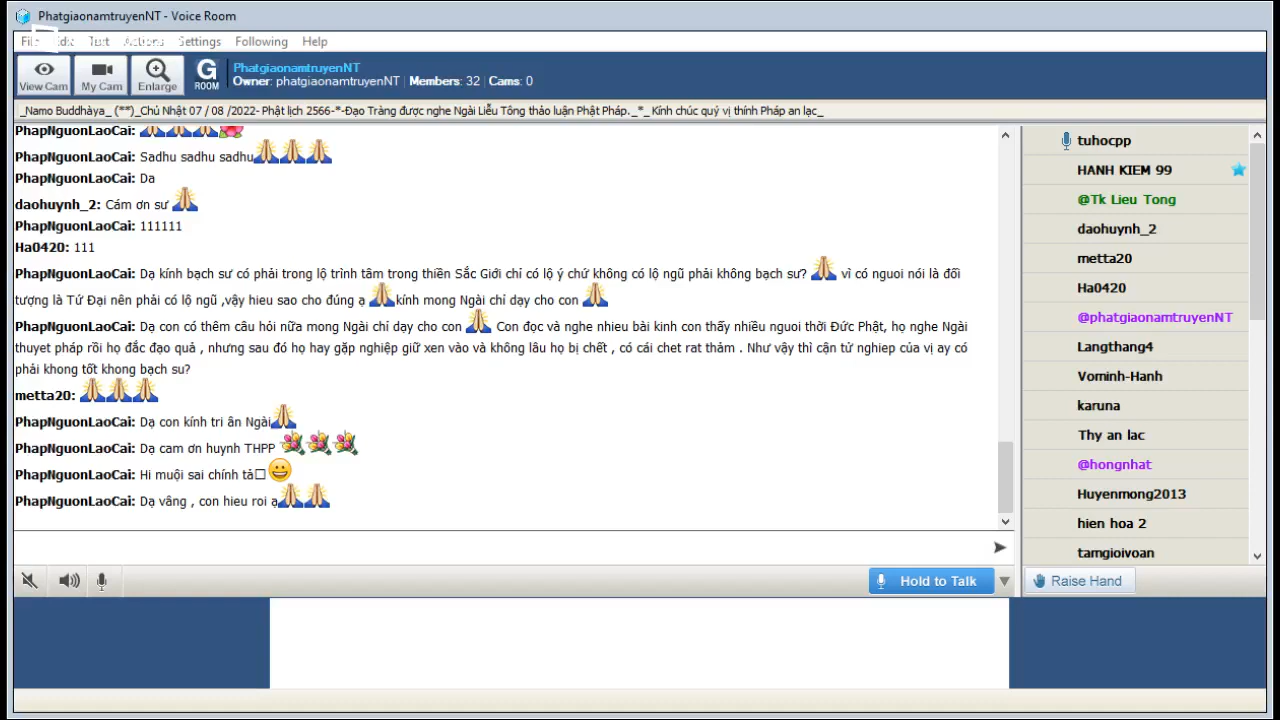 PhatgiaonamtruyenNT - Voice Room
Settings Following Help
View Cam My Cam Enlarge G ROOM
PhatgiaonamtruyenNT
Owner: phatgiaonamtruyenNT | Members: 32 | Cams: 0
_Namo Buddhàya_ (**)_Chủ Nhật 07 / 08 /2022- Phật lịch 2566-*-Đạo Tràng được nghe Ngài Liễu Tông thảo luận Phật Pháp._*_ Kính chúc quý vị thính Pháp an lạc_
PhapNguonLaoCai:
PhapNguonLaoCai: Sadhu sadhu sadhu
PhapNguonLaoCai: Da
daohuynh_2: Cám ơn sư
PhapNguonLaoCai: 111111
Ha0420: 111
PhapNguonLaoCai: Dạ kính bạch sư có phải trong lộ trình tâm trong thiền Sắc Giới chỉ có lộ ý chứ không có lộ ngũ phải không bạch sư? vì có nguoi nói là đối
tượng là Tứ Đại nên phải có lộ ngũ ,vậy hieu sao cho đúng ạ kính mong Ngài chỉ dạy cho con
PhapNguonLaoCai: Dạ con có thêm câu hỏi nữa mong Ngài chỉ dạy cho con Con đọc và nghe nhieu bài kinh con thấy nhiều nguoi thời Đức Phật, họ nghe Ngài
thuyet pháp rồi họ đắc đạo quả , nhưng sau đó họ hay gặp nghiệp giữ xen vào và không lâu họ bị chết , có cái chet rat thảm . Như vậy thì cận tử nghiep của vị ay có
phải khong tốt khong bạch su?
metta20:
PhapNguonLaoCai: Dạ con kính tri ân Ngài
PhapNguonLaoCai: Dạ cam ơn huynh THPP
PhapNguonLaoCai: Hi muội sai chính tả
PhapNguonLaoCai: Dạ vâng , con hieu roi ạ
Hold to Talk
tuhocpp
HANH KIEM 99
@Tk Lieu Tong
daohuynh_2
metta20
Ha0420
@phatgiaonamtruyenNT
Langthang4
Vominh-Hanh
karuna
Thy an lac
@hongnhat
Huyenmong2013
hien hoa 2
tamgioivoan
Raise Hand